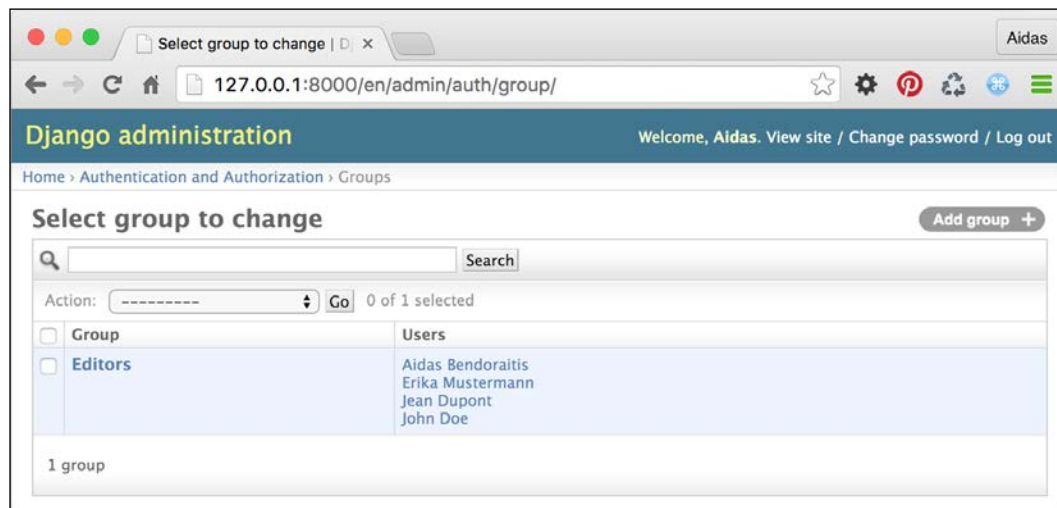 Select group to change | D
Aidas
127.0.0.1:8000/en/admin/auth/group/
Django administration
Welcome, Aidas. View site / Change password / Log out
Home › Authentication and Authorization › Groups
Select group to change
Add group +
Search
Action: --------- Go 0 of 1 selected
Group Users
Editors Aidas Bendoraitis
Erika Mustermann
Jean Dupont
John Doe
1 group